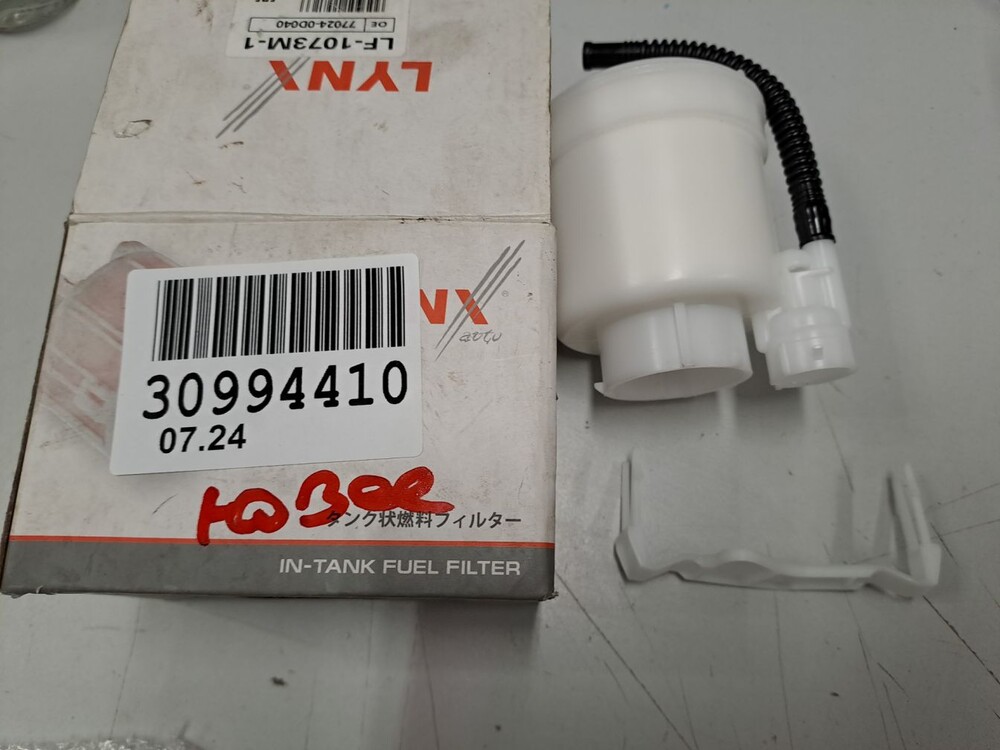 LF-1073M-1
OE 77024-0D040
LYNX
NX
auto
30994410
07.24
タンク状燃料フィルター
IN-TANK FUEL FILTER